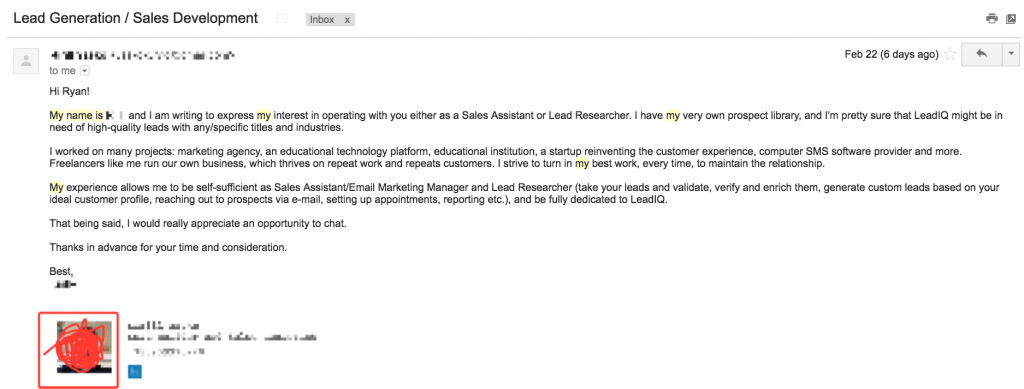 Lead Generation / Sales Development
Inbox x
Feb 22 (6 days ago)
to me
Hi Ryan!
My name is and I am writing to express my interest in operating with you either as a Sales Assistant or Lead Researcher. I have my very own prospect library, and I'm pretty sure that LeadIQ might be in
need of high-quality leads with any/specific titles and industries.
I worked on many projects: marketing agency, an educational technology platform, educational institution, a startup reinventing the customer experience, computer SMS software provider and more.
Freelancers like me run our own business, which thrives on repeat work and repeats customers. I strive to turn in my best work, every time, to maintain the relationship.
My experience allows me to be self-sufficient as Sales Assistant/Email Marketing Manager and Lead Researcher (take your leads and validate, verify and enrich them, generate custom leads based on your
ideal customer profile, reaching out to prospects via e-mail, setting up appointments, reporting etc.), and be fully dedicated to LeadIQ.
That being said, I would really appreciate an opportunity to chat.
Thanks in advance for your time and consideration.
Best,